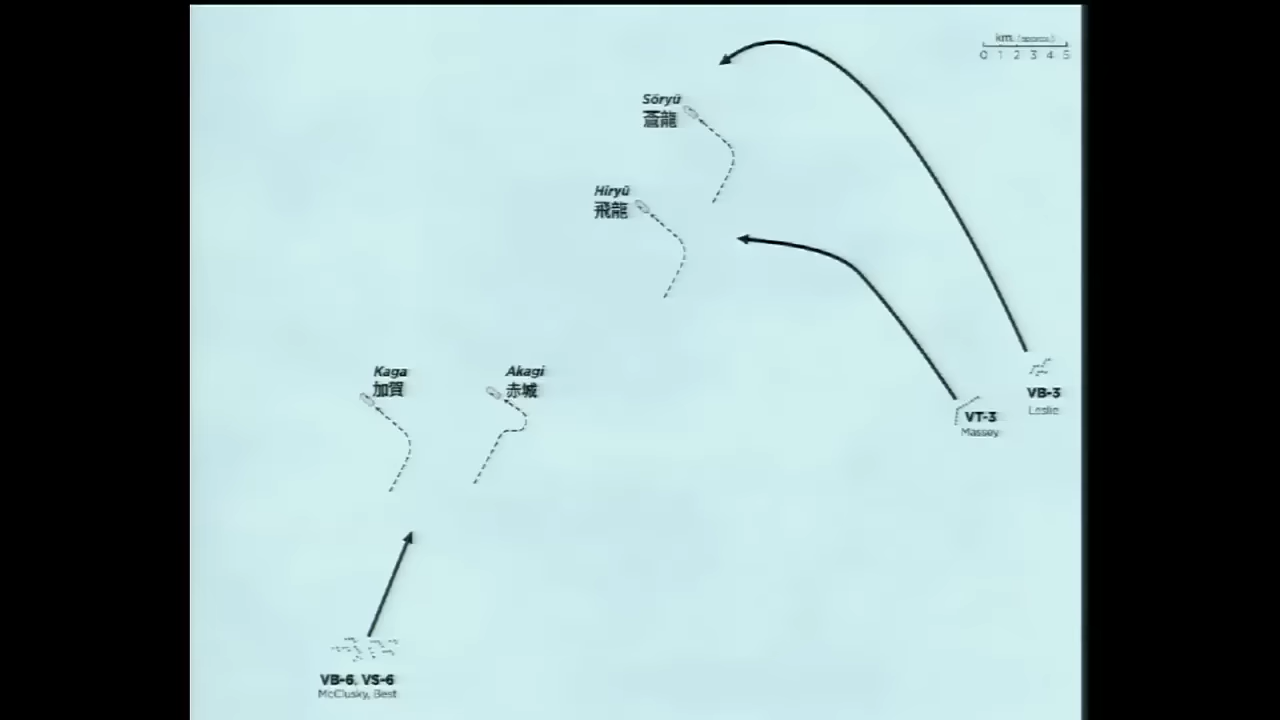 km. (approx.)
0 1 2 3 4 5
Sōryū
蒼龍
Hiryū
飛龍
Kaga
加賀
Akagi
赤城
VB-3
Leslie
VT-3
Massey
VB-6, VS-6
McClusky, Best